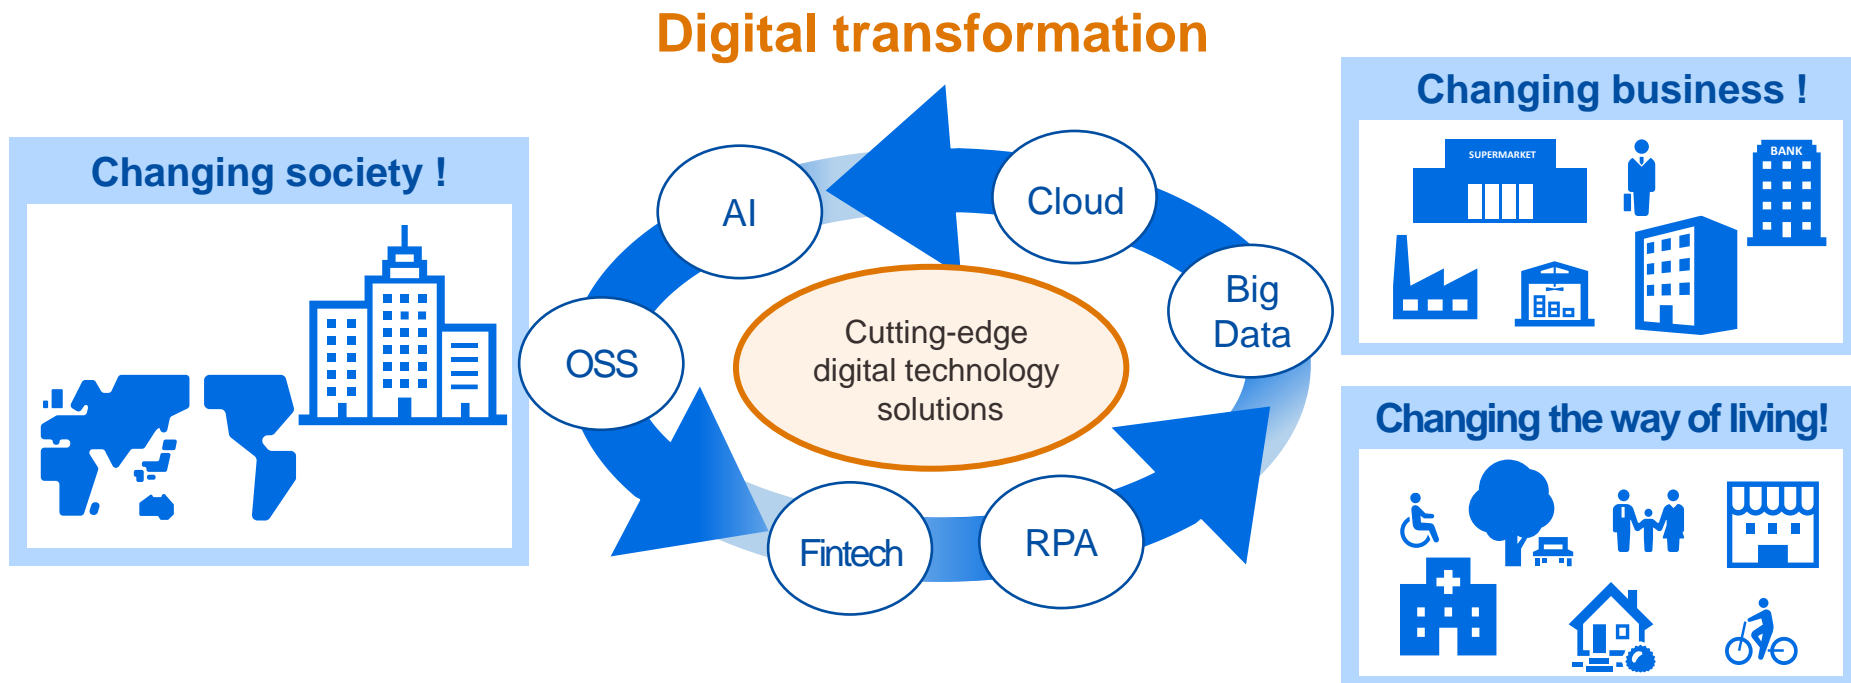 Digital transformation
Changing society !
AI
Cloud
Big
Data
OSS
Cutting-edge
digital technology
solutions
Fintech
RPA
Changing business !
SUPERMARKET
BANK
Changing the way of living!